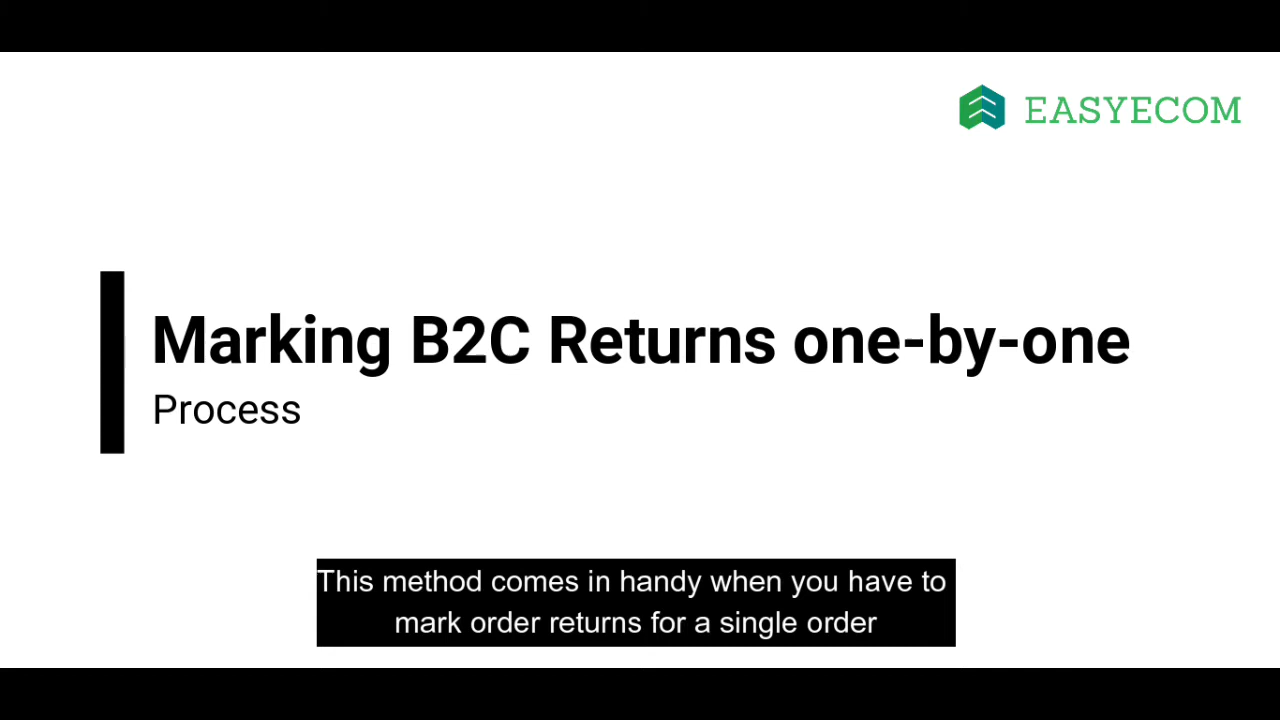 EASYECOM
Marking B2C Returns one-by-one
Process
This method comes in handy when you have to
mark order returns for a single order